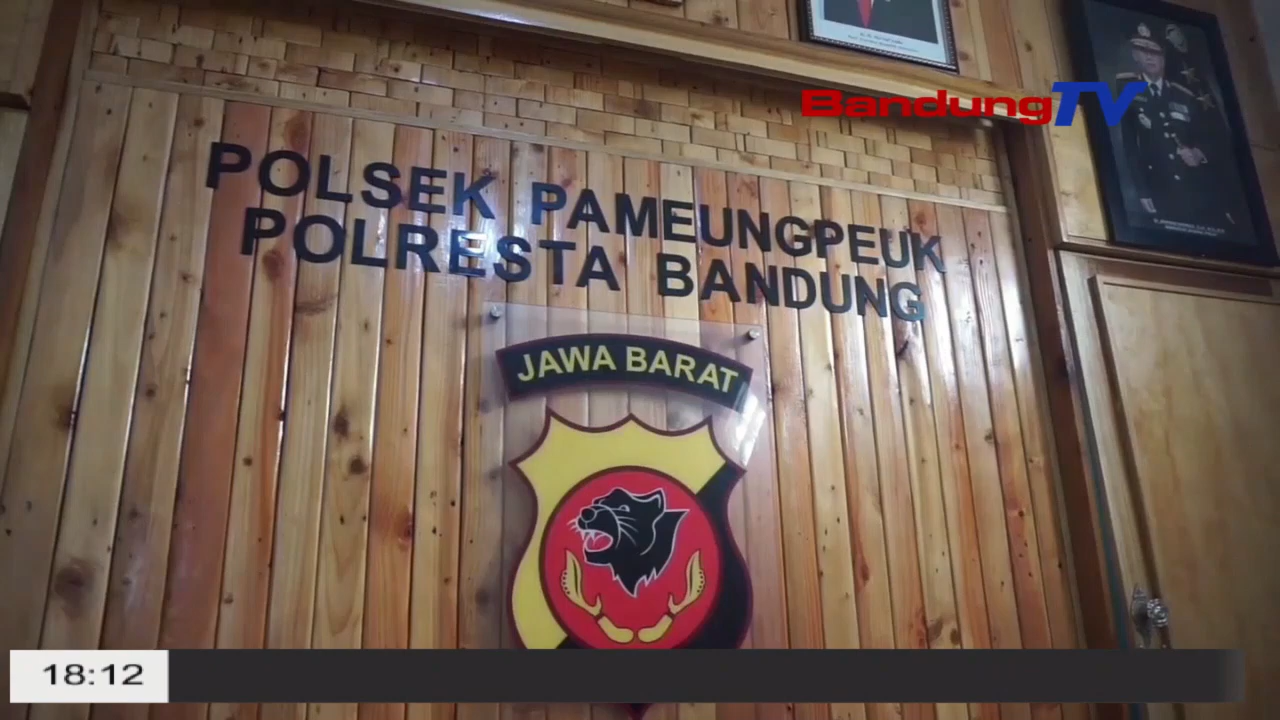 BandungTV
POLSEK PAMEUNGPEUK
POLRESTA BANDUNG
JAWA BARAT
18:12